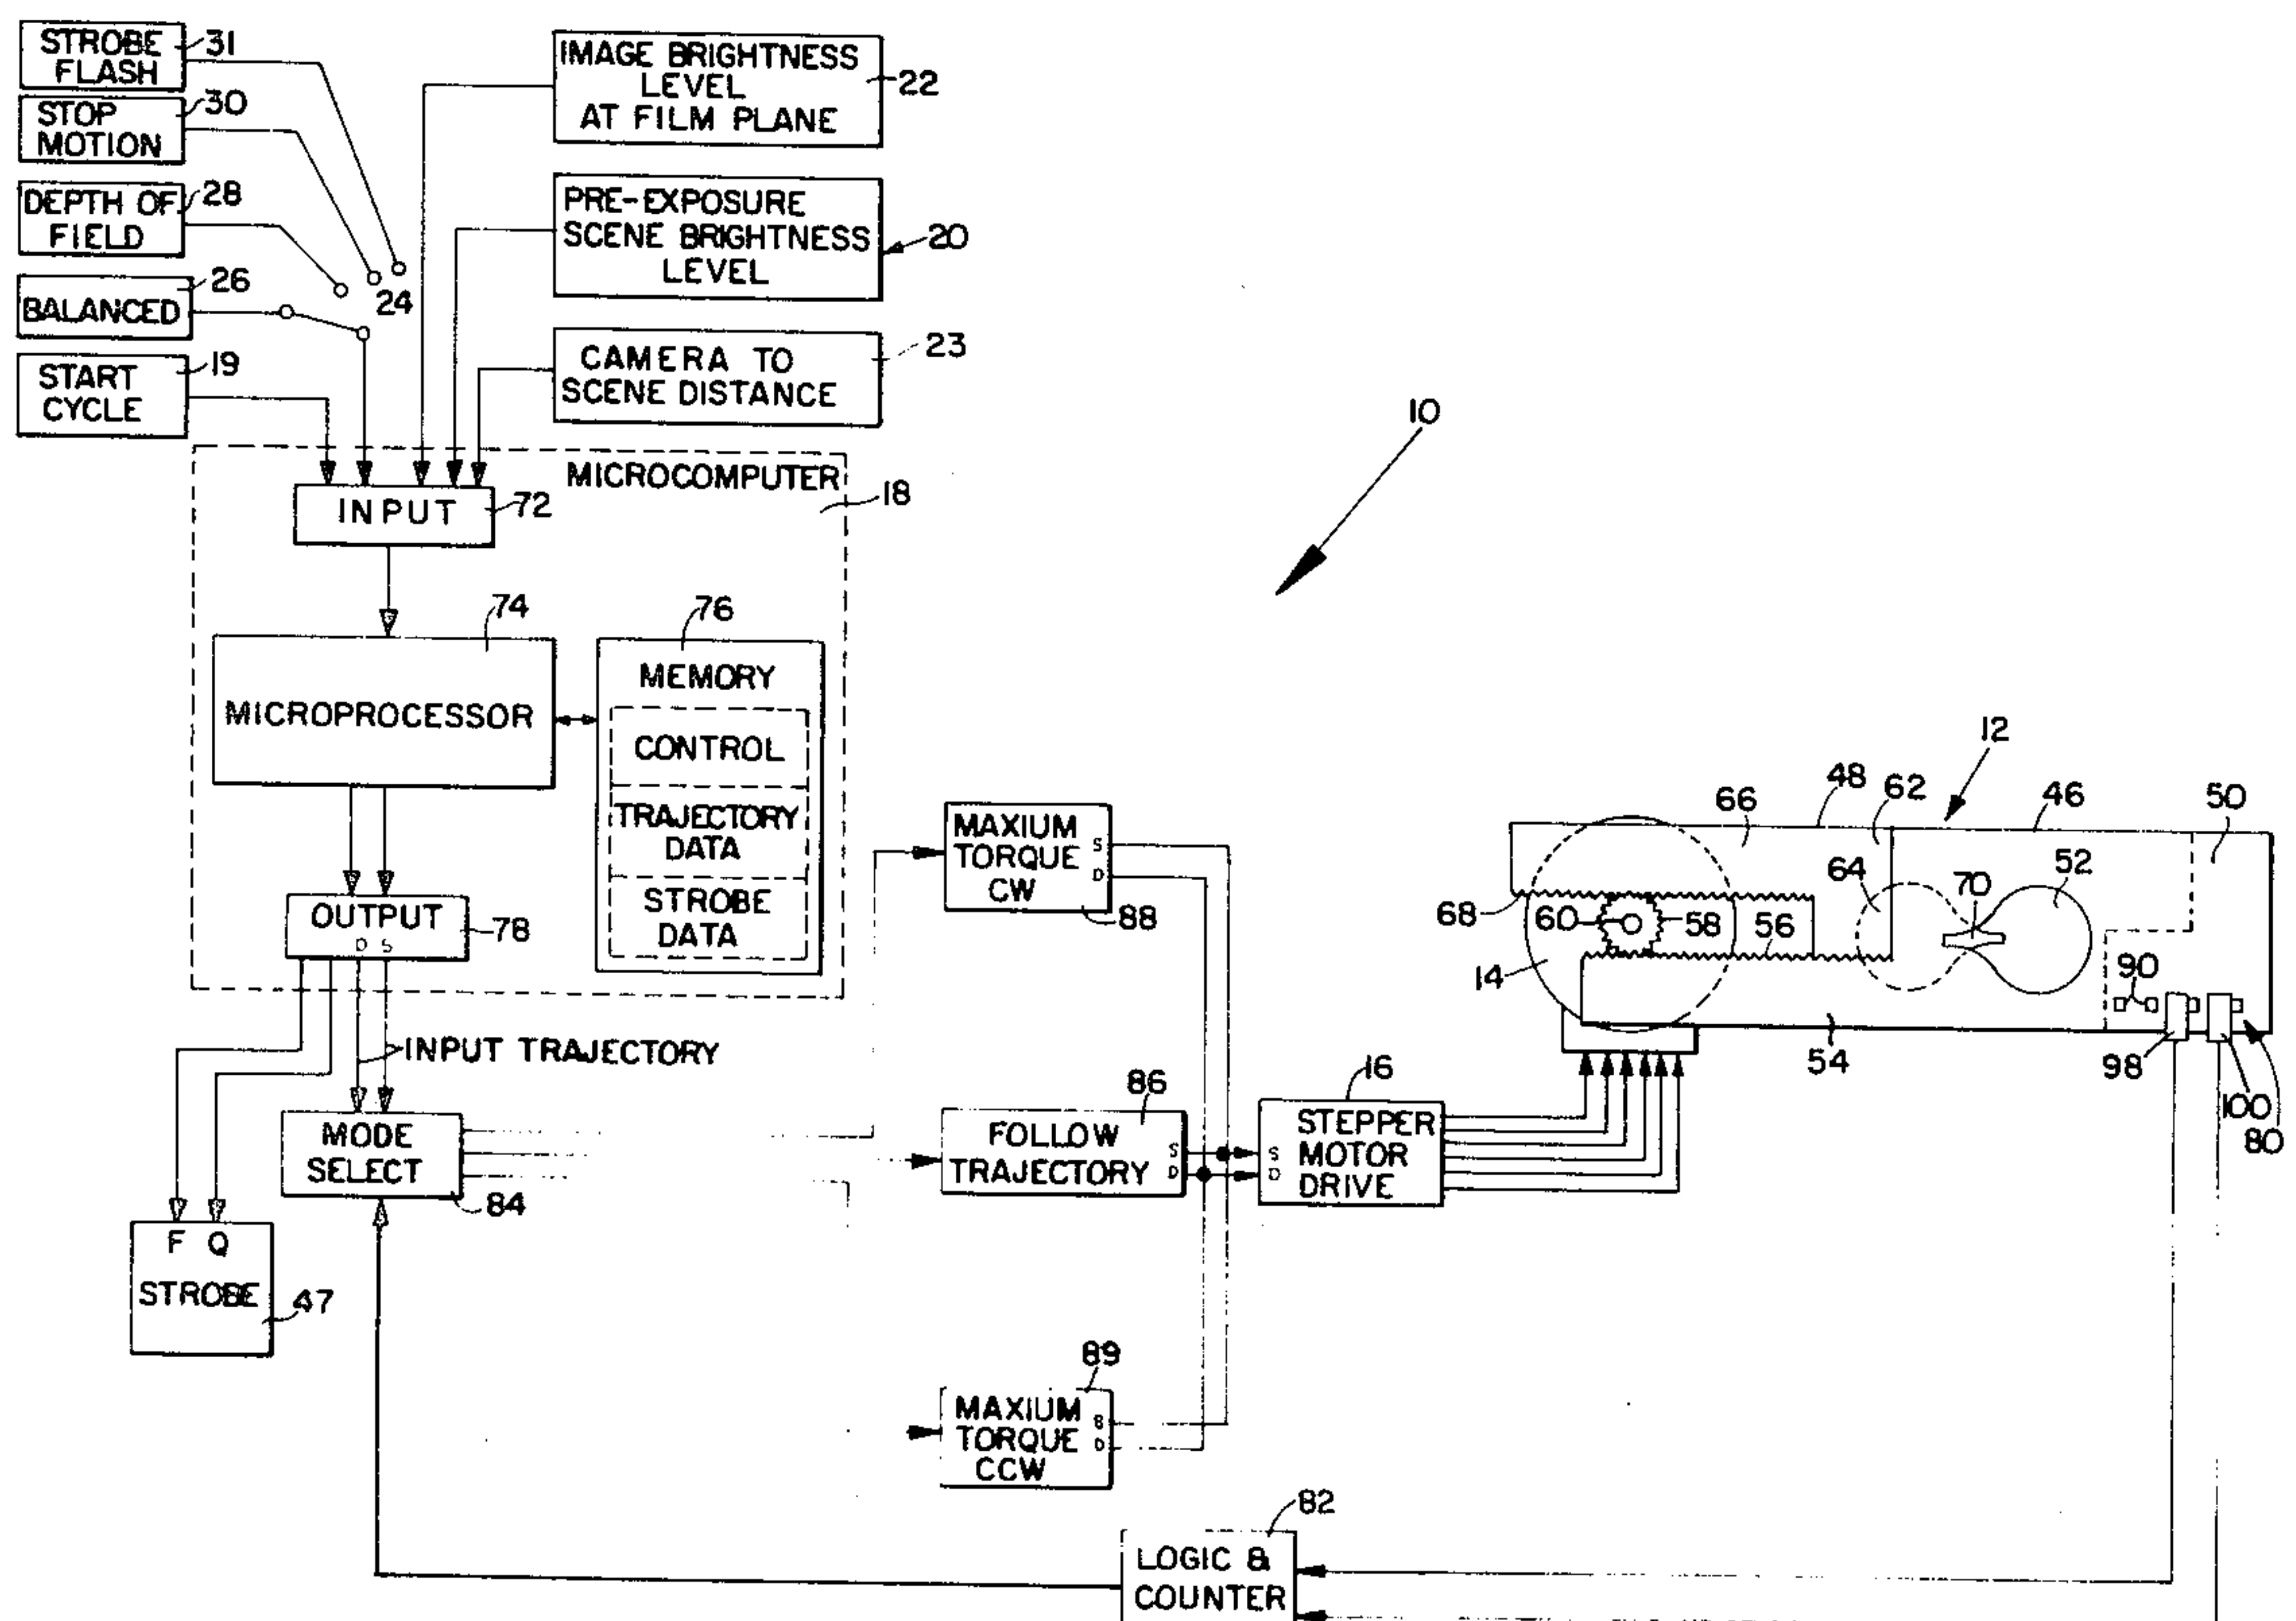 STROBE
FLASH
31
STOP
MOTION
30
DEPTH OF
FIELD
28
BALANCED
26
24
START
CYCLE
19
IMAGE BRIGHTNESS
LEVEL
AT FILM PLANE
22
PRE-EXPOSURE
SCENE BRIGHTNESS
LEVEL
20
CAMERA TO
SCENE DISTANCE
23
10
MICROCOMPUTER
18
INPUT
72
74
MICROPROCESSOR
76
MEMORY
CONTROL
TRAJECTORY
DATA
STROBE
DATA
OUTPUT
D S
78
INPUT TRAJECTORY
MODE
SELECT
84
F Q
STROBE
47
MAXIUM
TORQUE
CW
S
D
88
86
FOLLOW
TRAJECTORY
S
D
89
MAXIUM
TORQUE
CCW
S
D
16
STEPPER
MOTOR
DRIVE
S
D
82
LOGIC &
COUNTER
12
66
48
62
46
50
64
70
52
68
60
58
56
14
90
54
98
100
80